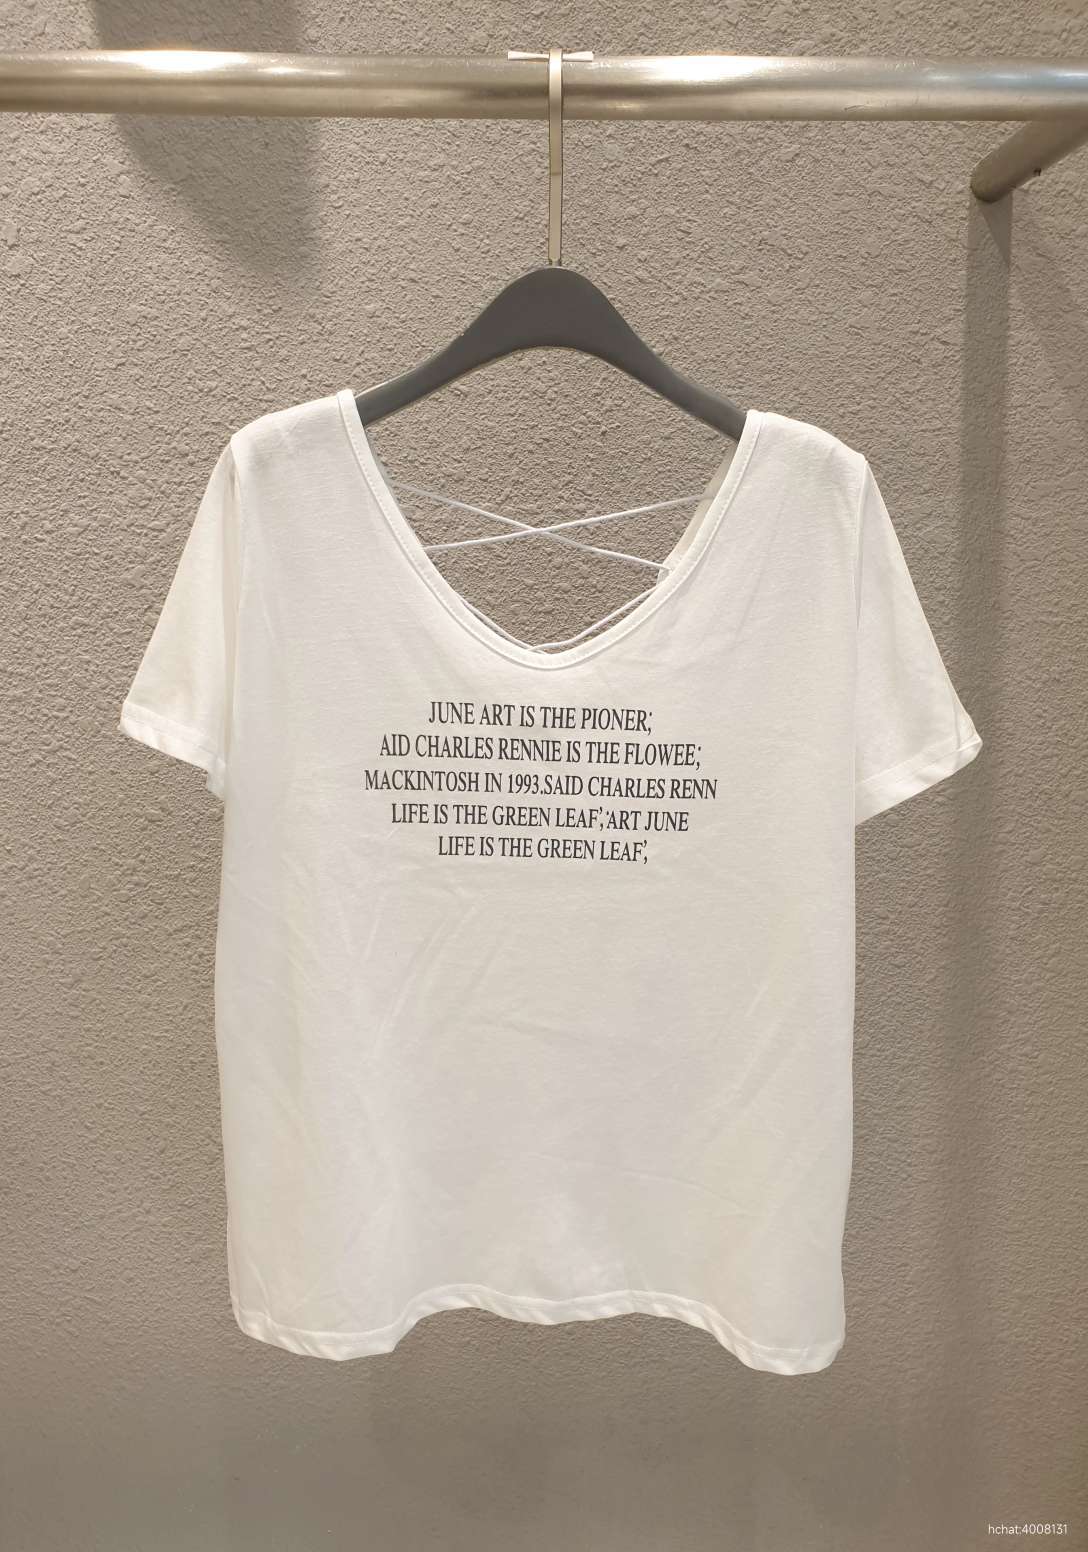 JUNE ART IS THE PIONER;'
AID CHARLES RENNIE IS THE FLOWEE;'
MACKINTOSH IN 1993.SAID CHARLES RENN
LIFE IS THE GREEN LEAF',;'ART JUNE
LIFE IS THE GREEN LEAF',
hchat:4008131